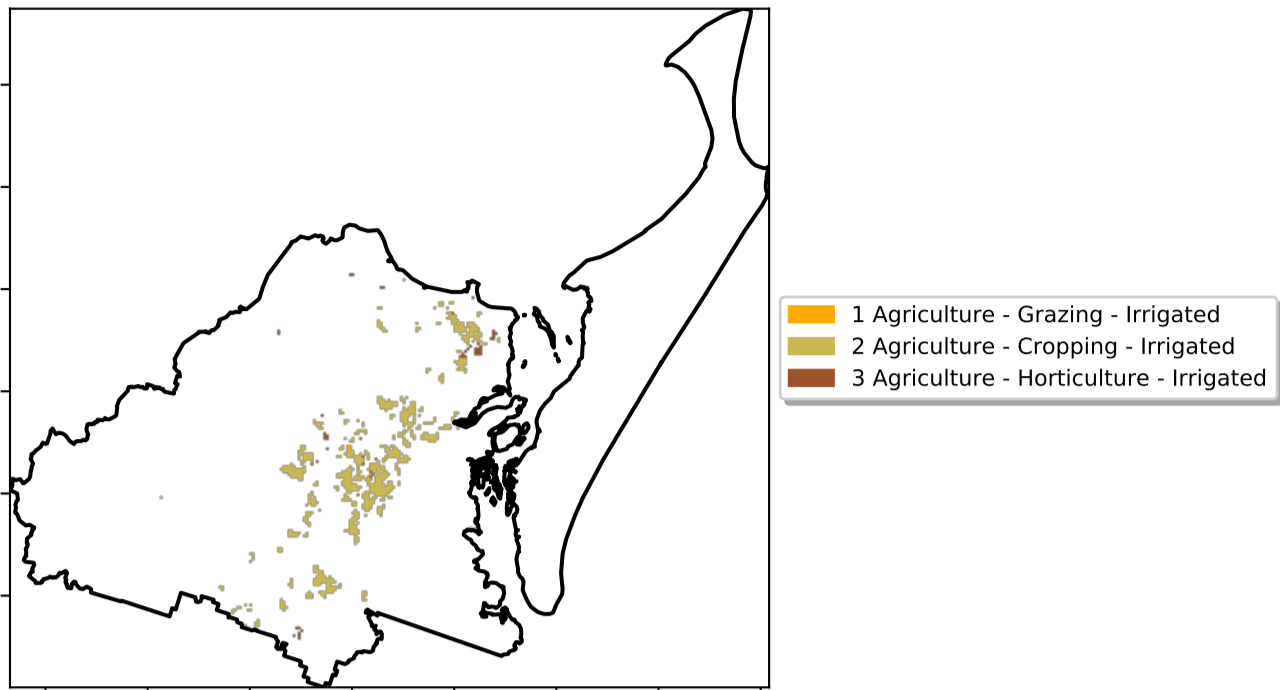 1 Agriculture - Grazing - Irrigated
2 Agriculture - Cropping - Irrigated
3 Agriculture - Horticulture - Irrigated